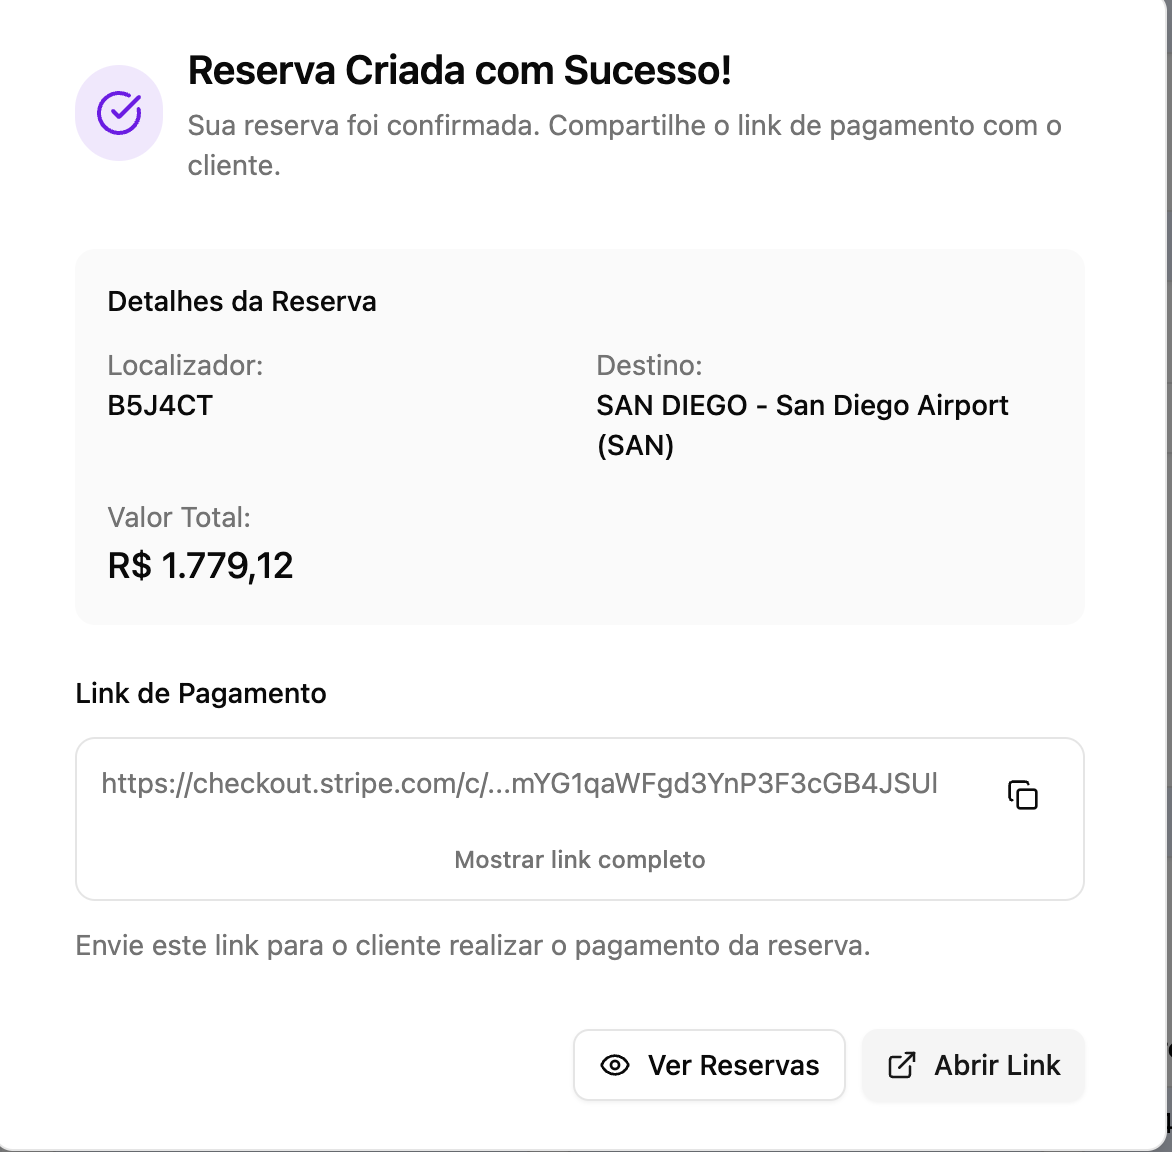 Reserva Criada com Sucesso!
Sua reserva foi confirmada. Compartilhe o link de pagamento com o
cliente.
Detalhes da Reserva
Localizador:
B5J4CT
Destino:
SAN DIEGO - San Diego Airport
(SAN)
Valor Total:
R$ 1.779,12
Link de Pagamento
https://checkout.stripe.com/c/...mYG1qaWFgd3YnP3F3cGB4JSUl
Mostrar link completo
Envie este link para o cliente realizar o pagamento da reserva.
Ver Reservas
Abrir Link